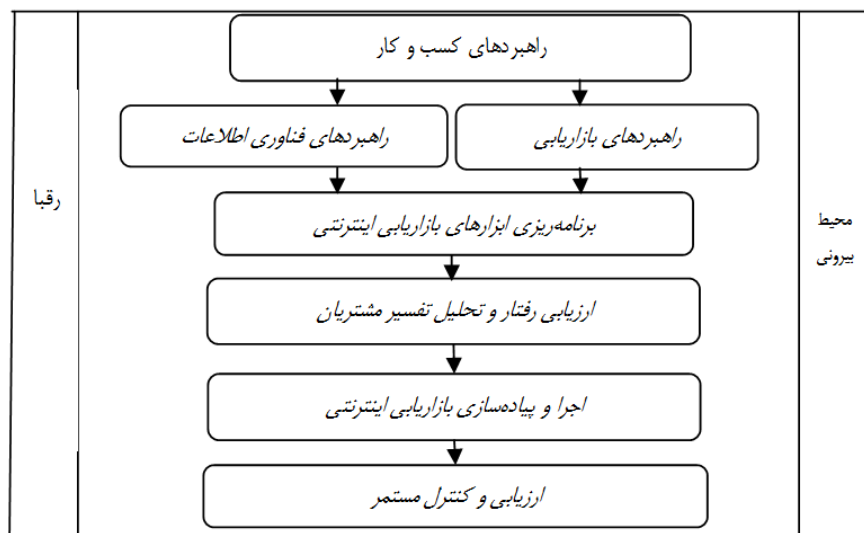 راهبردهای کسب و کار
راهبردهای بازاریابی
راهبردهای فناوری اطلاعات
برنامه‌ریزی ابزارهای بازاریابی اینترنتی
ارزیابی رفتار و تحلیل تفسیر مشتریان
اجرا و پیاده‌سازی بازاریابی اینترنتی
ارزیابی و کنترل مستمر
محیط
بیرونی
رقبا